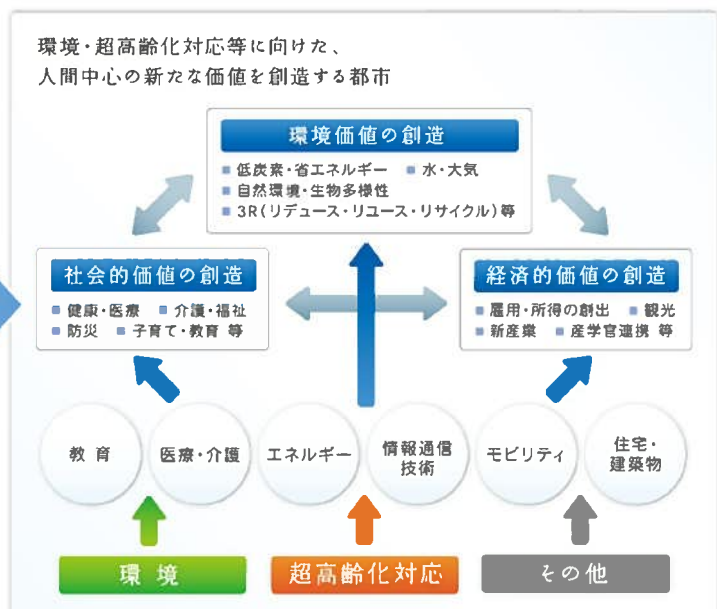 環境・超高齢化対応等に向けた、
人間中心の新たな価値を創造する都市
環境価値の創造
低炭素・省エネルギー 水・大気
自然環境・生物多様性
3R(リデュース・リユース・リサイクル)等
社会的価値の創造
健康・医療 介護・福祉
防災 子育て・教育 等
経済的価値の創造
雇用・所得の創出 観光
新産業 産学官連携 等
教育
医療・介護
エネルギー
情報通信
技術
モビリティ
住宅・
建築物
環境
超高齢化対応
その他